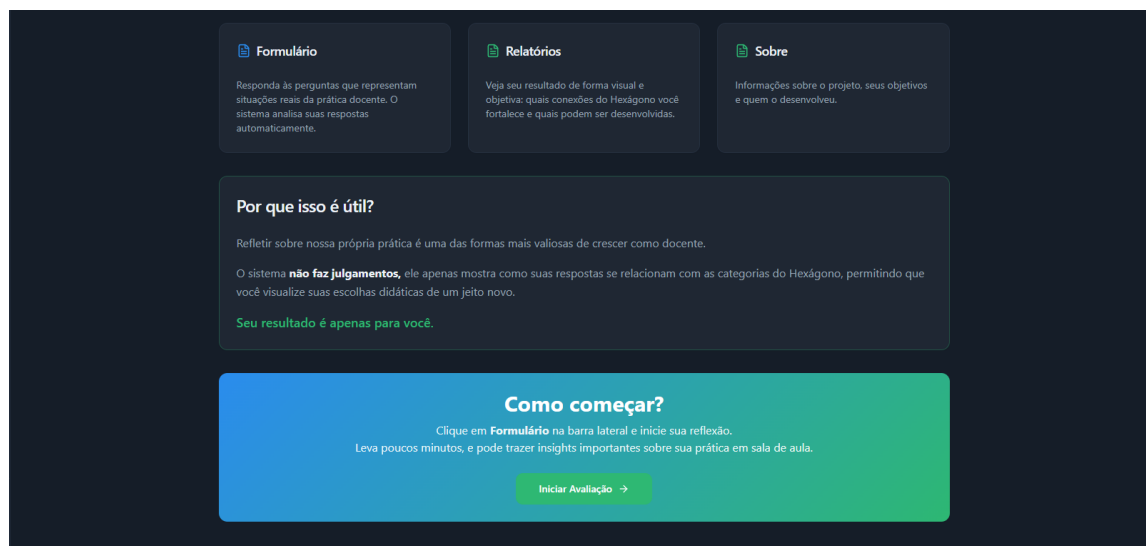 Formulário
Responda às perguntas que representam
situações reais da prática docente. O
sistema analisa suas respostas
automaticamente.
Relatórios
Veja seu resultado de forma visual e
objetiva: quais conexões do Hexágono você
fortalece e quais podem ser desenvolvidas.
Sobre
Informações sobre o projeto, seus objetivos
e quem o desenvolveu.
Por que isso é útil?
Refletir sobre nossa própria prática é uma das formas mais valiosas de crescer como docente.
O sistema não faz julgamentos, ele apenas mostra como suas respostas se relacionam com as categorias do Hexágono, permitindo que
você visualize suas escolhas didáticas de um jeito novo.
Seu resultado é apenas para você.
Como começar?
Clique em Formulário na barra lateral e inicie sua reflexão.
Leva poucos minutos, e pode trazer insights importantes sobre sua prática em sala de aula.
Iniciar Avaliação →